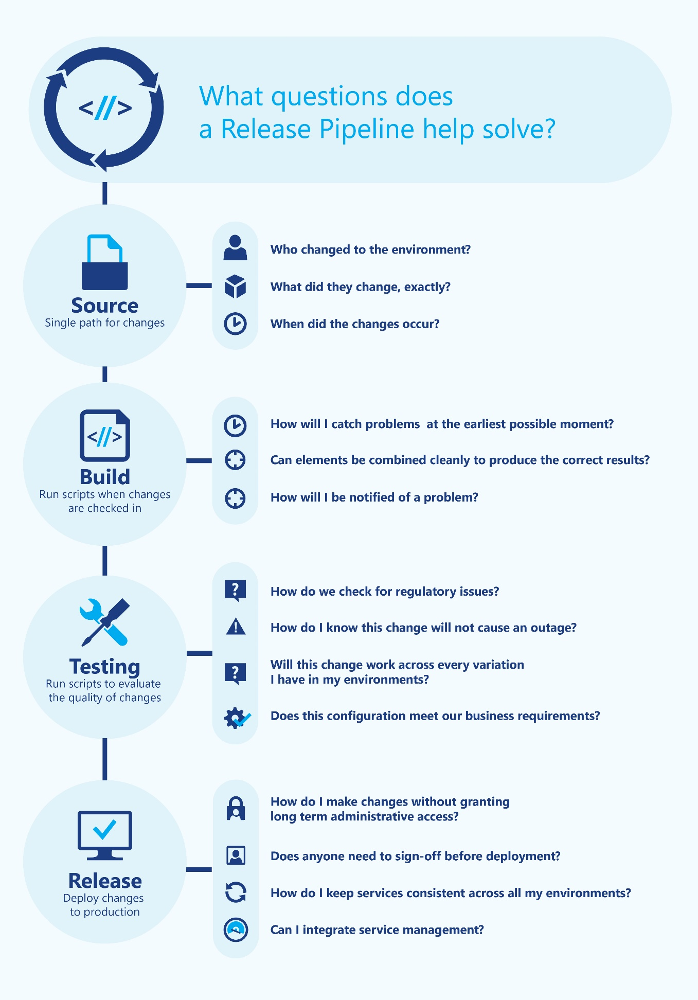 <//>
What questions does
a Release Pipeline help solve?
Source
Single path for changes
Who changed to the environment?
What did they change, exactly?
When did the changes occur?
<//>
Build
Run scripts when changes
are checked in
How will I catch problems  at the earliest possible moment?
Can elements be combined cleanly to produce the correct results?
How will I be notified of a problem?
Testing
Run scripts to evaluate
the quality of changes
?
How do we check for regulatory issues?
!
How do I know this change will not cause an outage?
?
Will this change work across every variation
I have in my environments?
Does this configuration meet our business requirements?
Release
Deploy changes
to production
How do I make changes without granting
long term administrative access?
Does anyone need to sign-off before deployment?
How do I keep services consistent across all my environments?
Can I integrate service management?